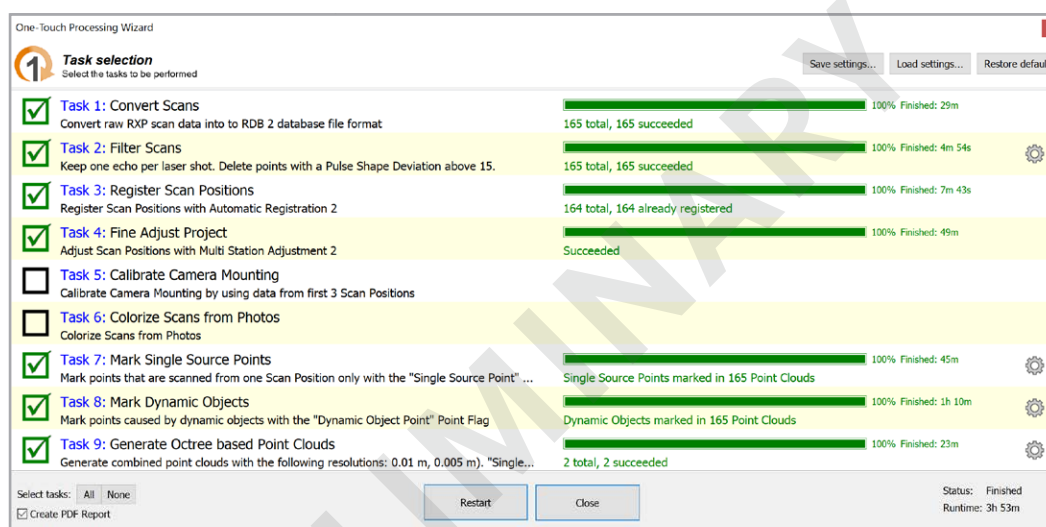 One-Touch Processing Wizard
1
Task selection
Select the tasks to be performed
Save settings... Load settings... Restore defaul
Task 1: Convert Scans
100% Finished: 29m
Convert raw RXP scan data into to RDB 2 database file format
165 total, 165 succeeded
Task 2: Filter Scans
100% Finished: 4m 54s
Keep one echo per laser shot. Delete points with a Pulse Shape Deviation above 15.
165 total, 165 succeeded
Task 3: Register Scan Positions
100% Finished: 7m 43s
Register Scan Positions with Automatic Registration 2
164 total, 164 already registered
Task 4: Fine Adjust Project
100% Finished: 49m
Adjust Scan Positions with Multi Station Adjustment 2
Succeeded
Task 5: Calibrate Camera Mounting
Calibrate Camera Mounting by using data from first 3 Scan Positions
Task 6: Colorize Scans from Photos
Colorize Scans from Photos
Task 7: Mark Single Source Points
100% Finished: 45m
Mark points that are scanned from one Scan Position only with the "Single Source Point" ...
Single Source Points marked in 165 Point Clouds
Task 8: Mark Dynamic Objects
100% Finished: 1h 10m
Mark points caused by dynamic objects with the "Dynamic Object Point" Point Flag
Dynamic Objects marked in 165 Point Clouds
Task 9: Generate Octree based Point Clouds
100% Finished: 23m
Generate combined point clouds with the following resolutions: 0.01 m, 0.005 m). "Single...
2 total, 2 succeeded
Select tasks: All None
Create PDF Report
Restart
Close
Status: Finished
Runtime: 3h 53m
IMINARY